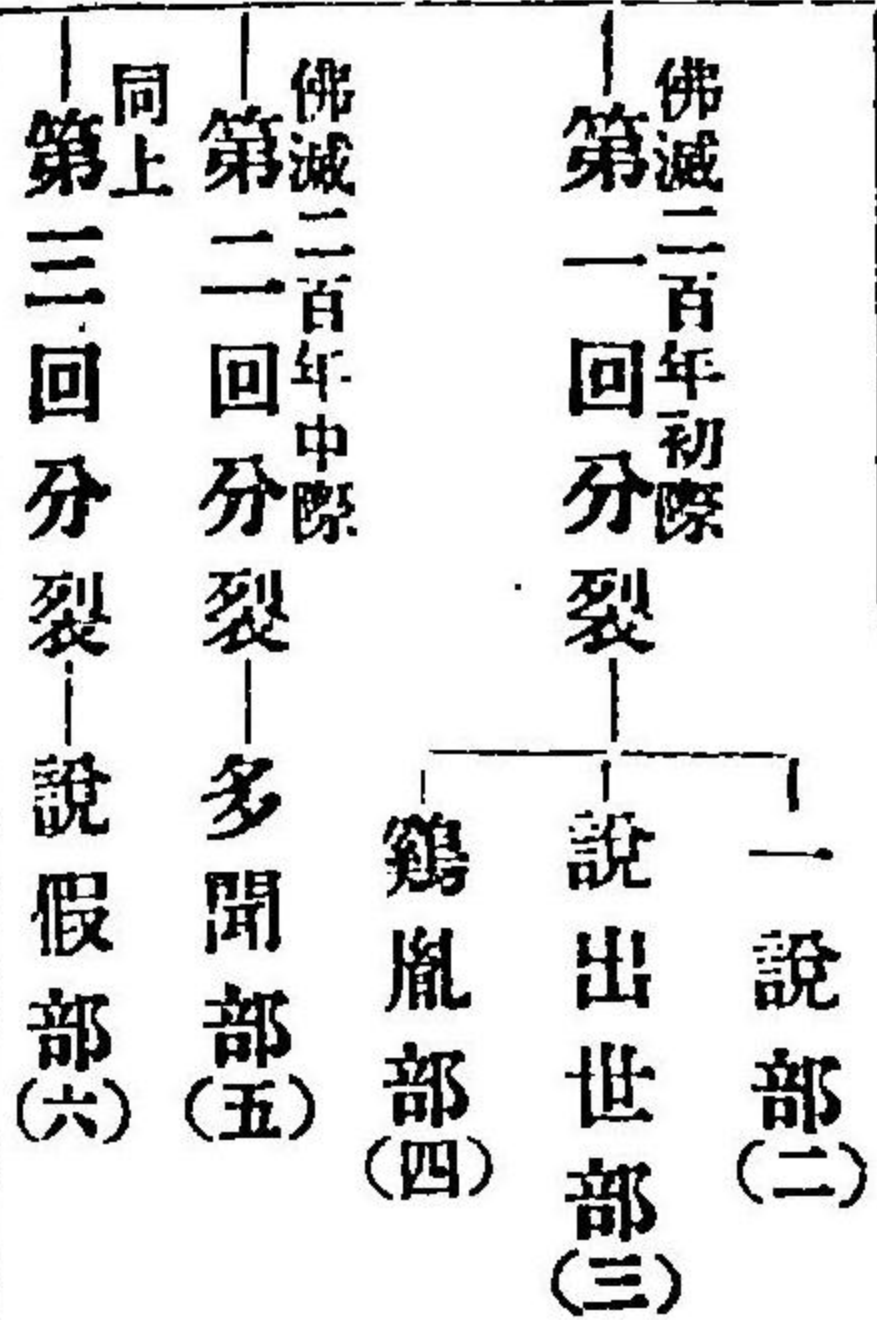 佛滅二百年初際
第一回分裂
一說部(二)
說出世部(三)
鷄胤部(四)
佛滅二百年中際
第二回分裂
多聞部(五)
同上
第三回分裂
說假部(六)